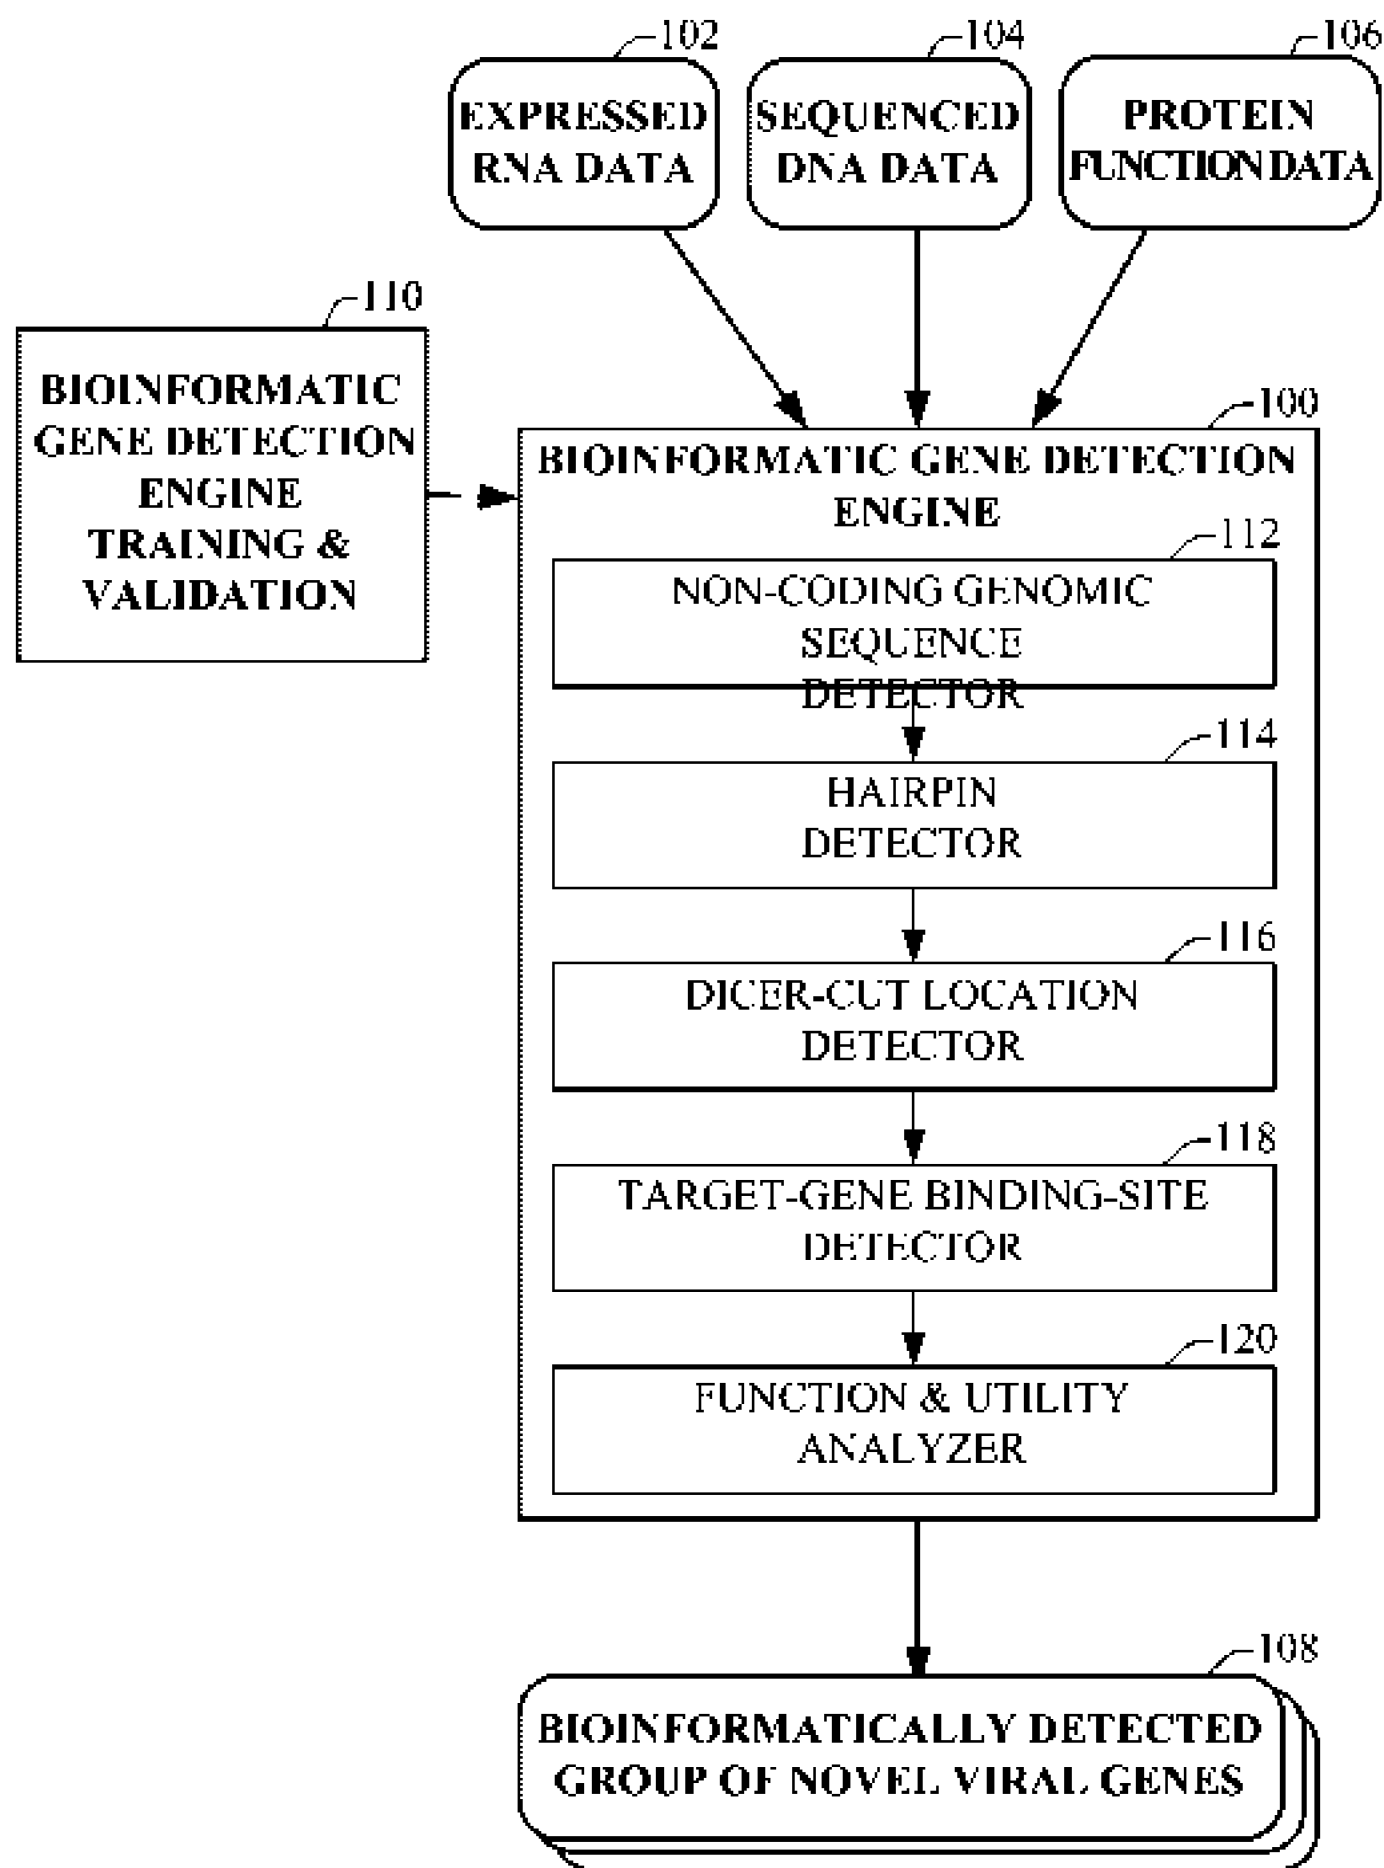 102
EXPRESSED
RNA DATA
104
SEQUENCED
DNA DATA
106
PROTEIN
FUNCTION DATA
110
BIOINFORMATIC
GENE DETECTION
ENGINE
TRAINING &
VALIDATION
100
BIOINFORMATIC GENE DETECTION
ENGINE
112
NON-CODING GENOMIC
SEQUENCE
DETECTOR
114
HAIRPIN
DETECTOR
116
DICER-CUT LOCATION
DETECTOR
118
TARGET-GENE BINDING-SITE
DETECTOR
120
FUNCTION & UTILITY
ANALYZER
108
BIOINFORMATICALLY DETECTED
GROUP OF NOVEL VIRAL GENES